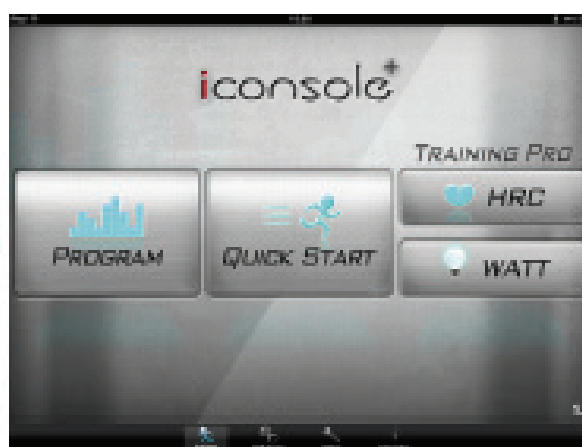 iconsole+
TRAINING PRO
PROGRAM
QUICK START
HRC
WATT